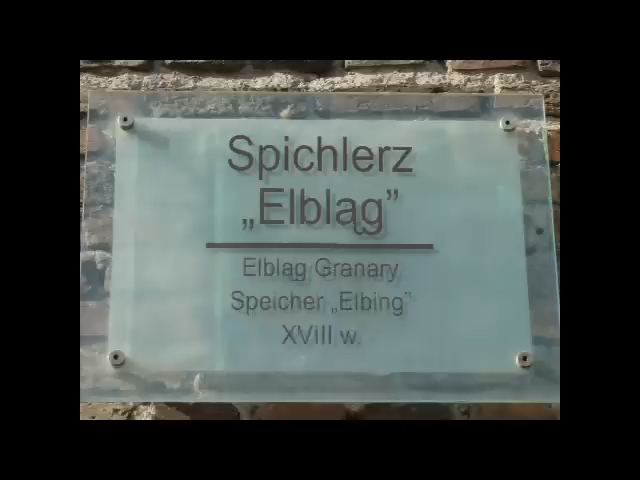 Spichlerz
„Elbląg”
Elbląg Granary
Speicher „Elbing”
XVIII w.